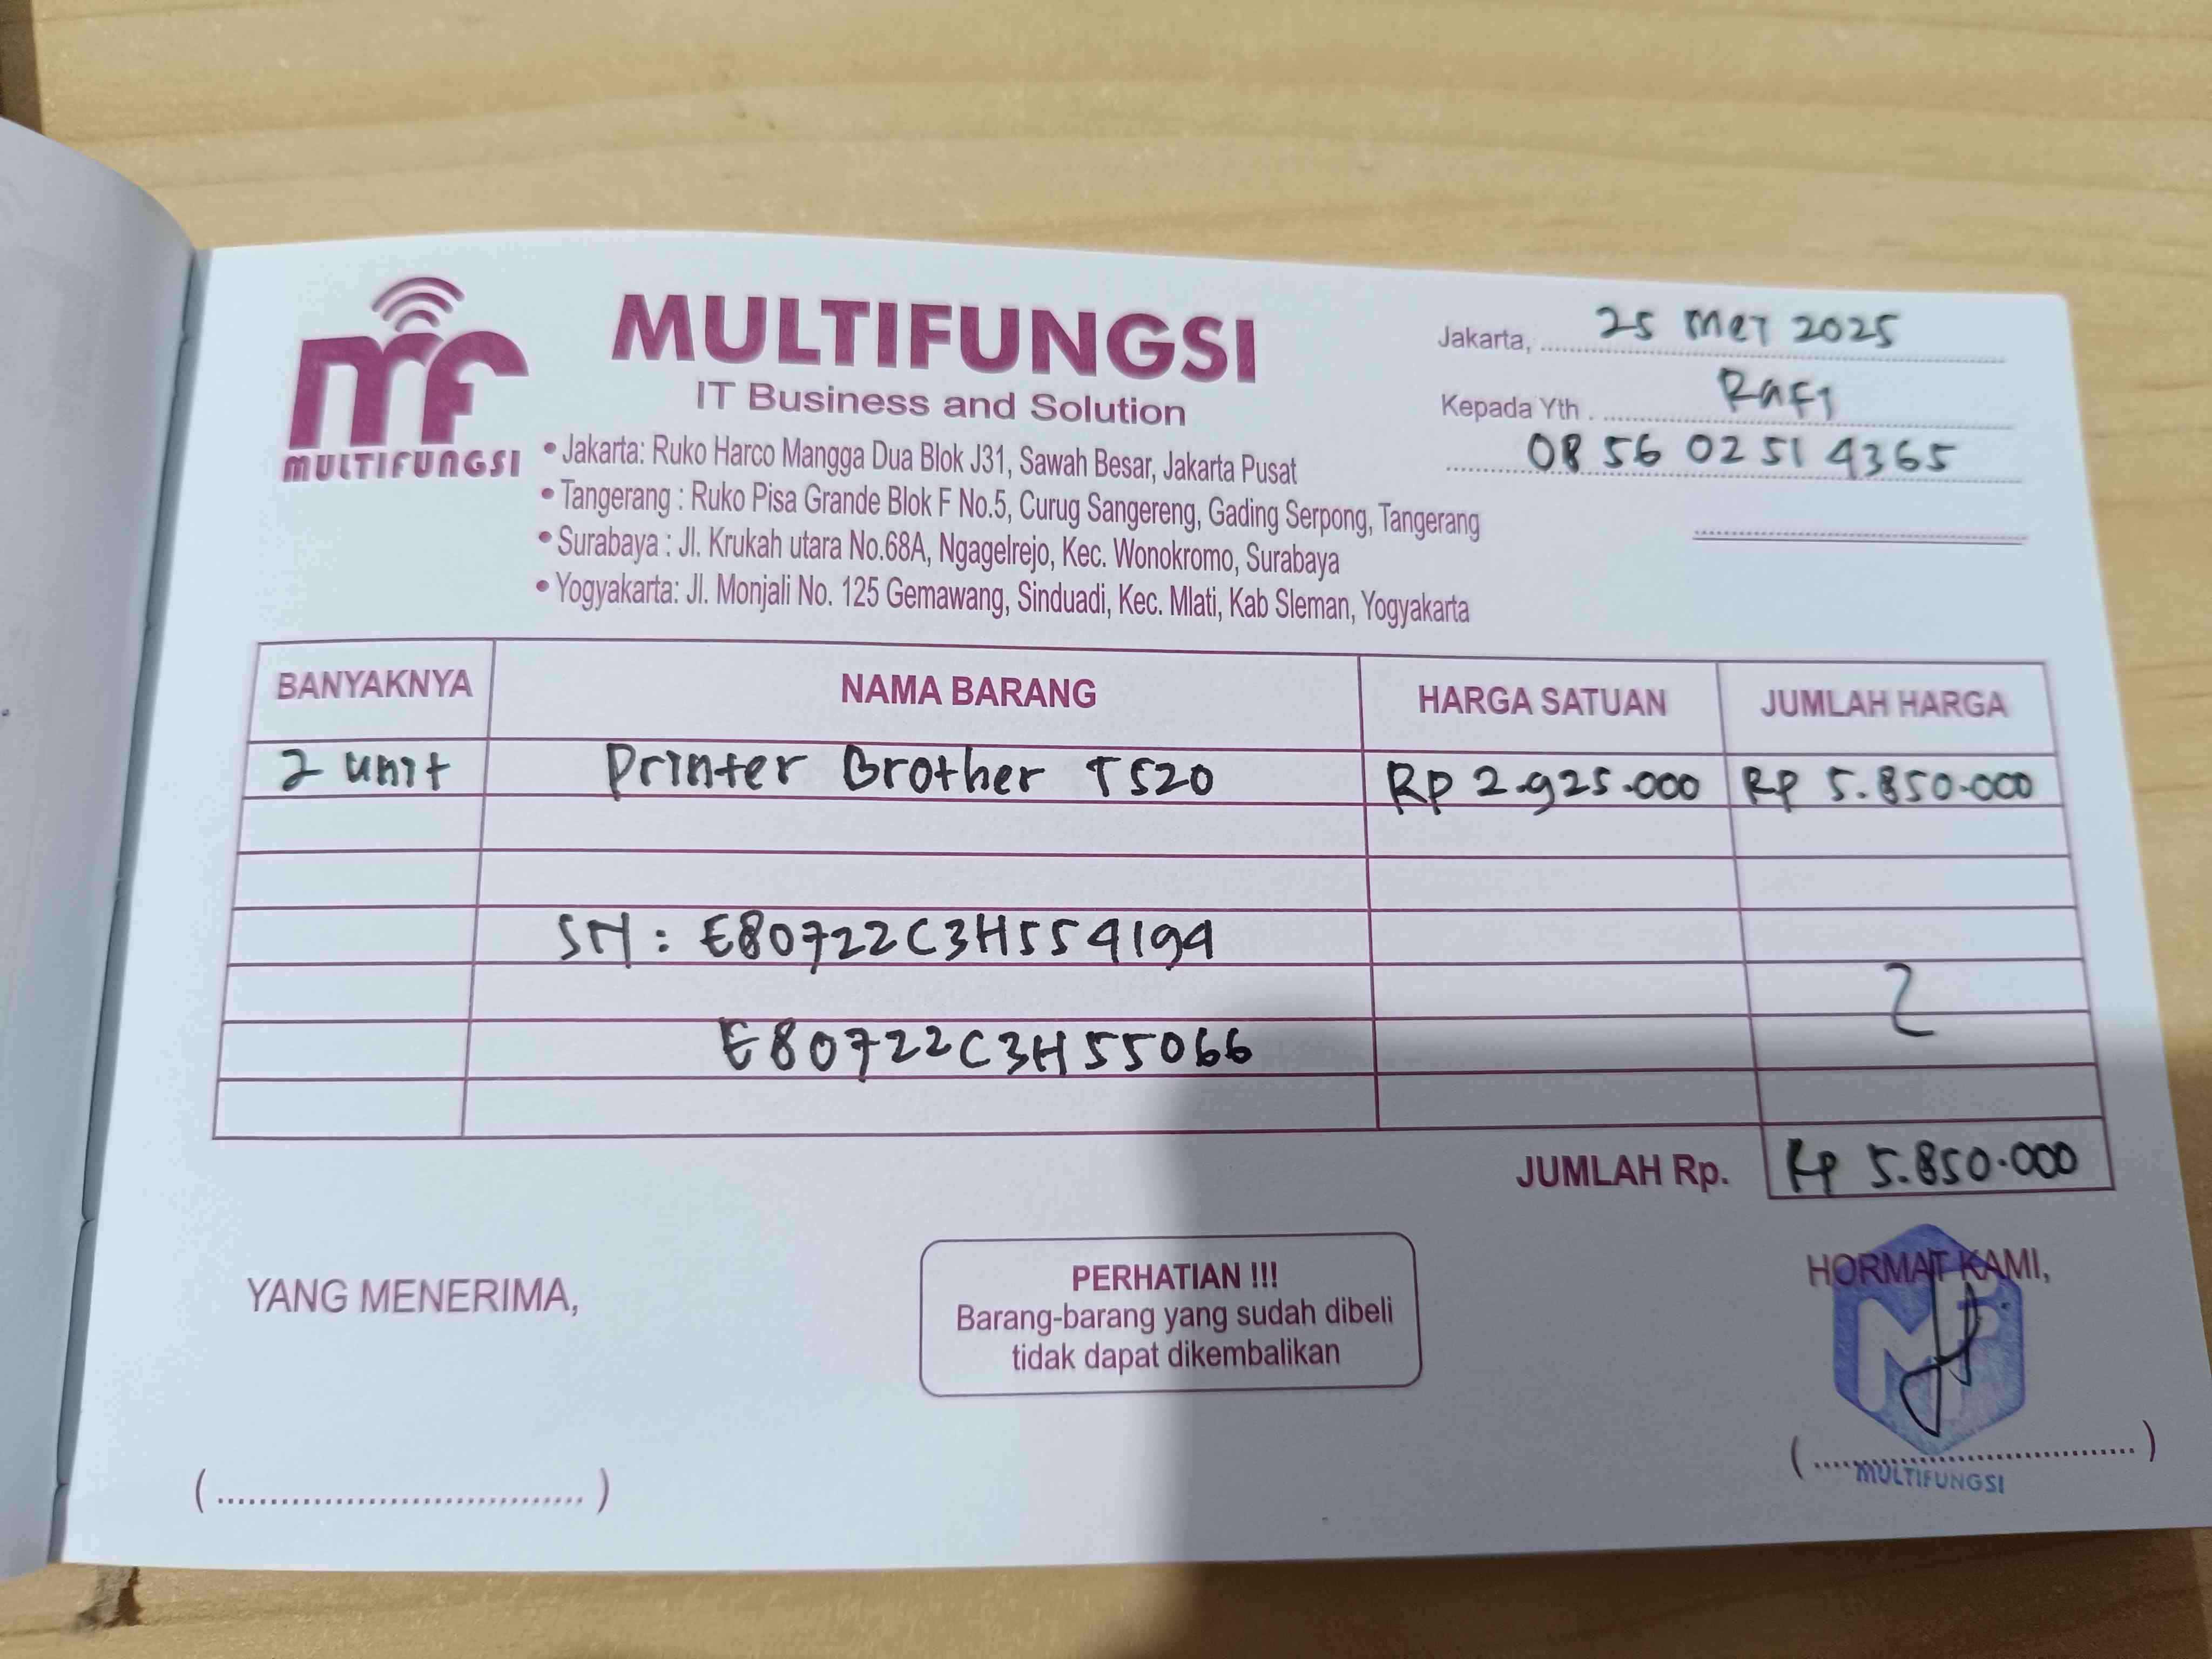 MULTIFUNGSI
MULTIFUNGSI
IT Business and Solution
• Jakarta: Ruko Harco Mangga Dua Blok J31, Sawah Besar, Jakarta Pusat
• Tangerang : Ruko Pisa Grande Blok F No.5, Curug Sangereng, Gading Serpong, Tangerang
• Surabaya : Jl. Krukah utara No.68A, Ngagelrejo, Kec. Wonokromo, Surabaya
• Yogyakarta: Jl. Monjali No. 125 Gemawang, Sinduadi, Kec. Mlati, Kab Sleman, Yogyakarta
Jakarta, 25 Mei 2025
Kepada Yth . Rafi
08 56 02 51 4365
BANYAKNYA NAMA BARANG HARGA SATUAN JUMLAH HARGA
2 unit Printer Brother T520 Rp 2.925.000 Rp 5.850.000
SN : E80722C3H554194
E80722C3H55066
JUMLAH Rp. Rp 5.850.000
YANG MENERIMA,
PERHATIAN !!!
Barang-barang yang sudah dibeli
tidak dapat dikembalikan
HORMAT KAMI,
MF
MULTIFUNGSI